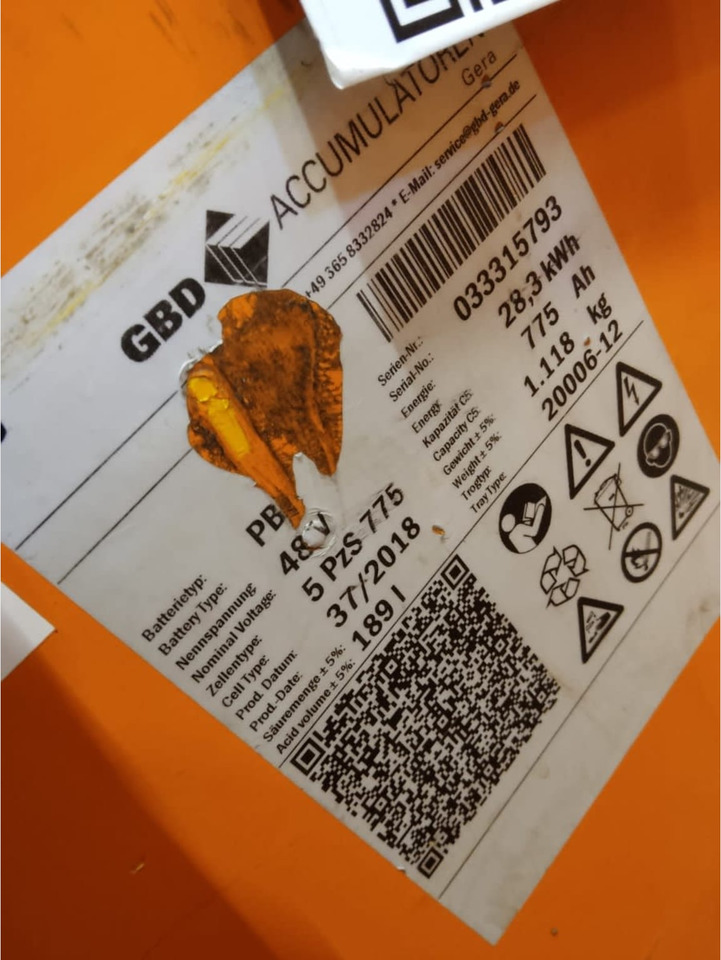 GBD ACCUMULATOREN
Gera
+49 365 8332824 * E-Mail: service@gbd-gera.de
Serien-Nr.: 033315793
Serial-No.:
Energie: 28,3 kWh
Energy:
Kapazität C5: 775 Ah
Capacity C5:
Gewicht ± 5%: 1.118 kg
Weight ± 5%:
Trogtyp: 20006-12
Tray Type:
Batterietyp: PB
Battery Type:
Nennspannung: 48 V
Nominal Voltage:
Zellentyp: 5 PzS 775
Cell Type:
Prod. Datum: 37/2018
Prod.-Date:
Säuremenge ± 5%: 189 l
Acid volume ± 5%: